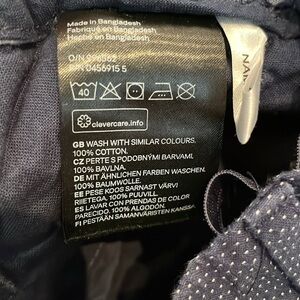 Made in Bangladesh
Fabriqué en Bangladesh
Hecho en Bangladesh
O/N
0456915 5
40
clevercare.info
GB WASH WITH SIMILAR COLOURS.
100% COTTON.
CZ PERTE S PODOBNÝMI BARVAMI.
100% BAVLNA.
DE MIT ÄHNLICHEN FARBEN WASCHEN.
100% BAUMWOLLE.
EE PESE KOOS SARNAST VÄRVI
RIIETEGA. 100% PUUVILL.
ES LAVAR CON PRENDAS DE COLOR
PARECIDO. 100% ALGODÓN.
FI PESTÄÄN SAMANVÄRISTEN KANSSA.